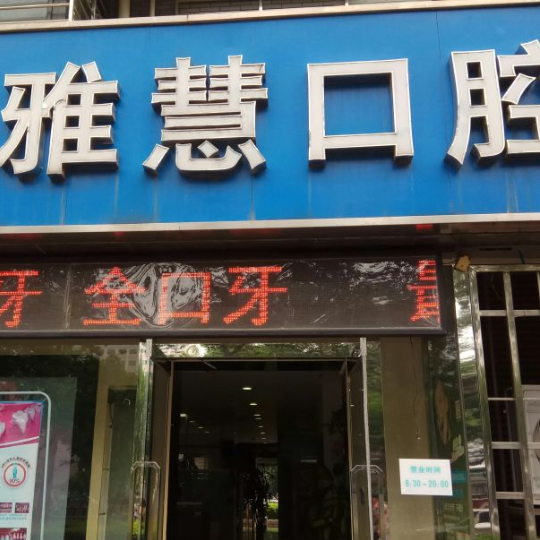 雅慧口腔
牙 全口牙
营业时间
8.30-20.00